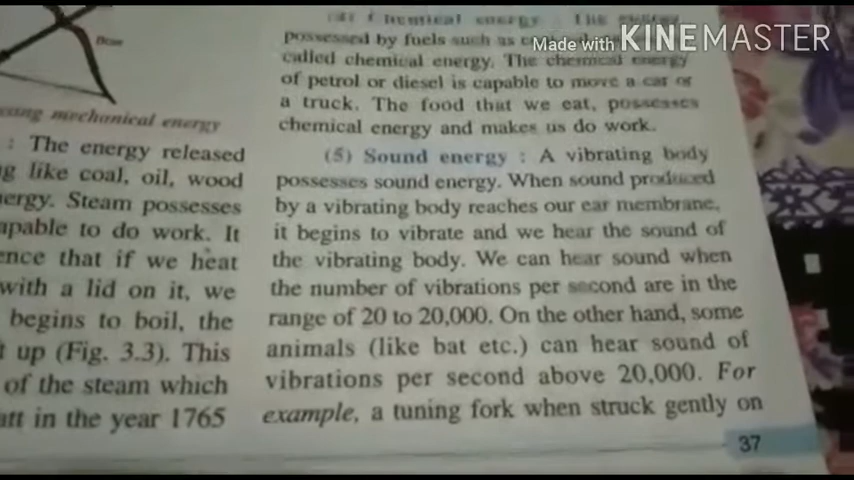 Made with KINEMASTER
Bow
mechanical energy
: The energy released
like coal, oil, wood
Steam possesses
to do work. It
that if we heat
with a lid on it, we
begins to boil, the
up (Fig. 3.3). This
of the steam which
in the year 1765
(4) Chemical energy : The energy
possessed by fuels such as
called chemical energy. The chemical energy
of petrol or diesel is capable to move a car or
a truck. The food that we eat, possesses
chemical energy and makes us do work.
(5) Sound energy : A vibrating body
possesses sound energy. When sound produced
by a vibrating body reaches our ear membrane,
it begins to vibrate and we hear the sound of
the vibrating body. We can hear sound when
the number of vibrations per second are in the
range of 20 to 20,000. On the other hand, some
animals (like bat etc.) can hear sound of
vibrations per second above 20,000. For
example, a tuning fork when struck gently on
37